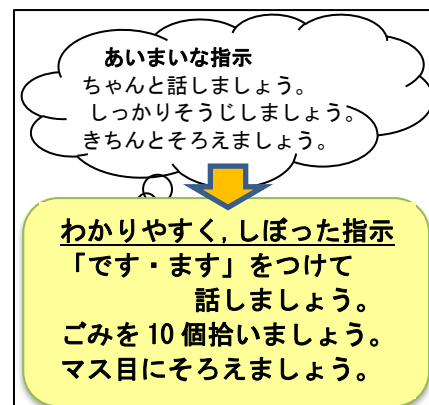 あいまいな指示
ちゃんと話しましょう。
しっかりそうじしましょう。
きちんとそろえましょう。
わかりやすく，しぼった指示
「です・ます」をつけて
話しましょう。
ごみを10個拾いましょう。
マス目にそろえましょう。